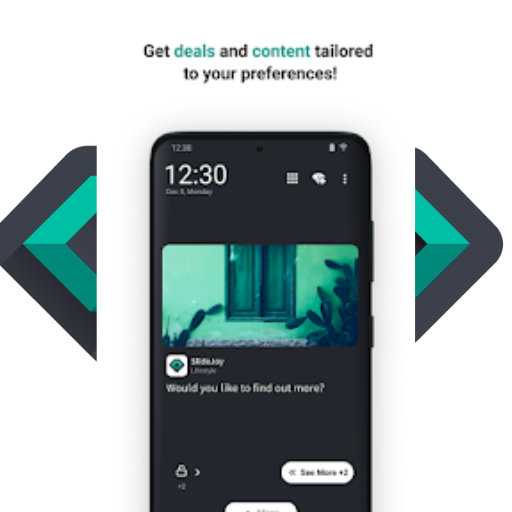 Get deals and content tailored
to your preferences!
12:30
12:30
Dec 5, Monday
SlideJoy
Lifestyle
Would you like to find out more?
+2
« See More +2